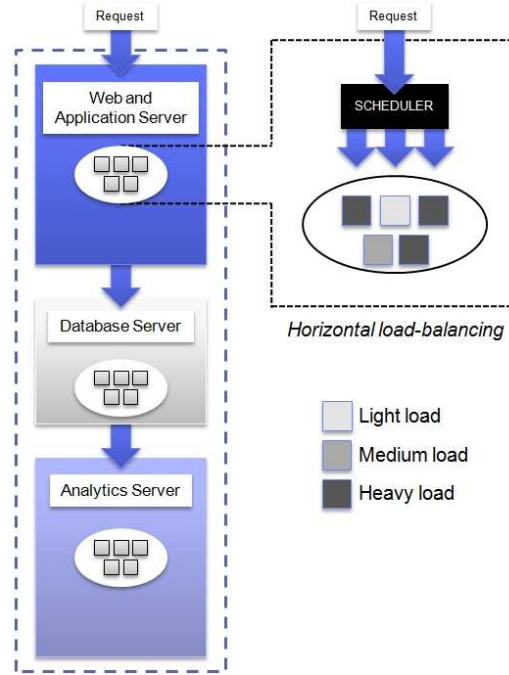 Request
Web and
Application Server
Database Server
Analytics Server
Request
SCHEDULER
Horizontal load-balancing
Light load
Medium load
Heavy load